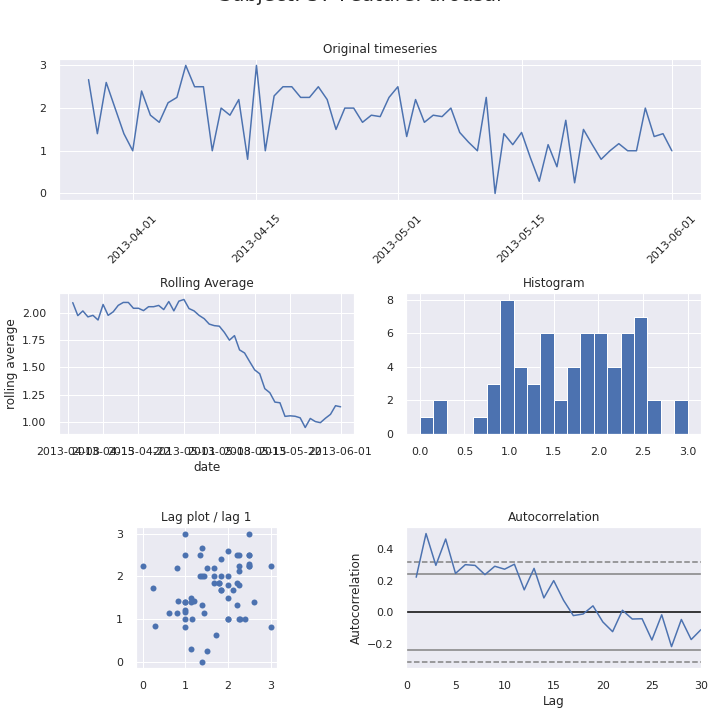 Subject: Feature: arousal
Original timeseries
3
2
1
0
2013-04-01
2013-04-15
2013-05-01
2013-05-15
2013-06-01
Rolling Average
2.00
1.75
1.50
1.25
1.00
rolling average
2013-06-01
date
Histogram
8
6
4
2
0
0.0 0.5 1.0 1.5 2.0 2.5 3.0
Lag plot / lag 1
3
2
1
0
0 1 2 3
Autocorrelation
0.4
0.2
0.0
−0.2
Autocorrelation
0 5 10 15 20 25 30
Lag